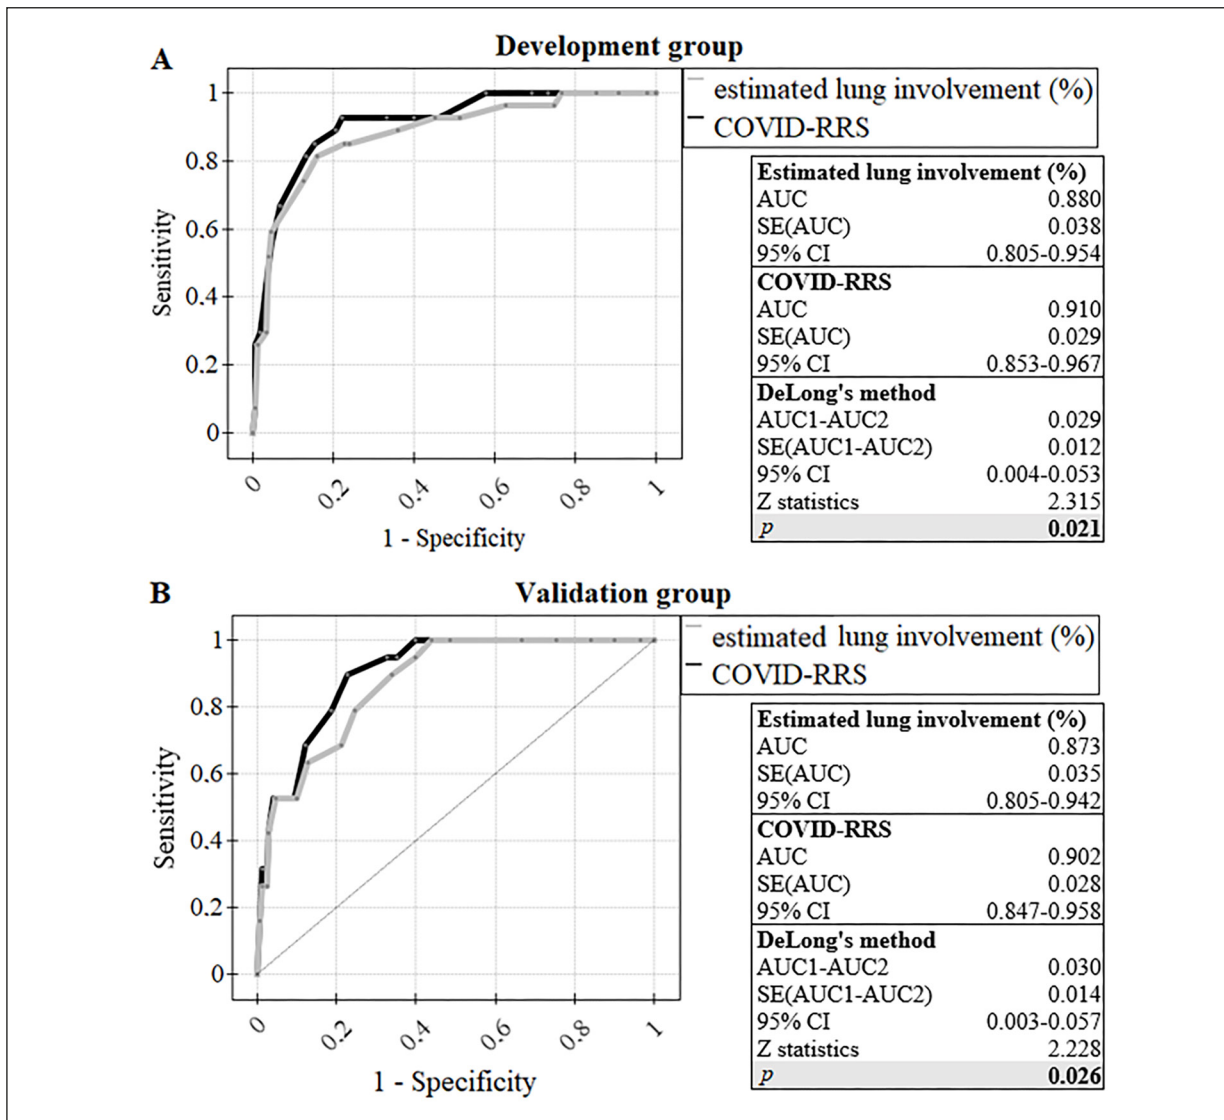 A
Development group
estimated lung involvement (%)
COVID-RRS
1
0.8
0.6
0.4
0.2
0
Sensitivity
0
0.2
0.4
0.6
0.8
1
1 - Specificity
Estimated lung involvement (%)
AUC 0.880
SE(AUC) 0.038
95% CI 0.805-0.954
COVID-RRS
AUC 0.910
SE(AUC) 0.029
95% CI 0.853-0.967
DeLong's method
AUC1-AUC2 0.029
SE(AUC1-AUC2) 0.012
95% CI 0.004-0.053
Z statistics 2.315
p 0.021
B
Validation group
estimated lung involvement (%)
COVID-RRS
1
0.8
0.6
0.4
0.2
0
Sensitivity
0
0.2
0.4
0.6
0.8
1
1 - Specificity
Estimated lung involvement (%)
AUC 0.873
SE(AUC) 0.035
95% CI 0.805-0.942
COVID-RRS
AUC 0.902
SE(AUC) 0.028
95% CI 0.847-0.958
DeLong's method
AUC1-AUC2 0.030
SE(AUC1-AUC2) 0.014
95% CI 0.003-0.057
Z statistics 2.228
p 0.026